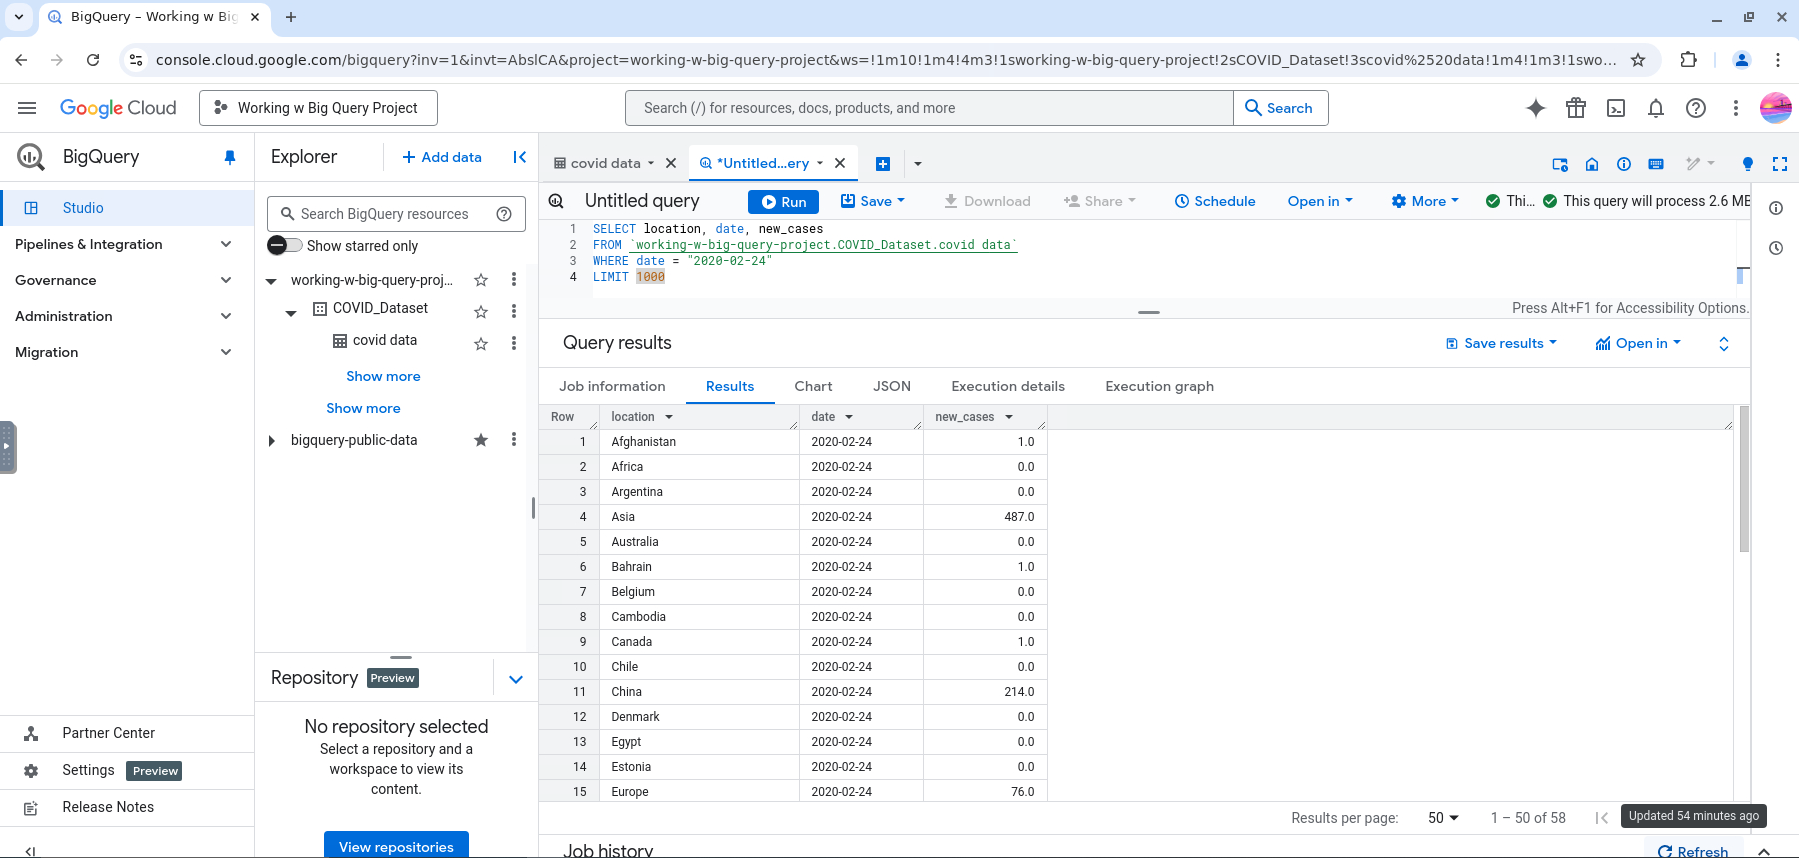 BigQuery – Working w Big
console.cloud.google.com/bigquery?inv=1&invt=AbslCA&project=working-w-big-query-project&ws=!1m10!1m4!4m3!1sworking-w-big-query-project!2sCOVID_Dataset!3scovid%2520data!1m4!1m3!1swo...
Google Cloud
Working w Big Query Project
Search (/) for resources, docs, products, and more
Search
BigQuery
Studio
Pipelines & Integration
Governance
Administration
Migration
Partner Center
Settings Preview
Release Notes
Explorer
+ Add data
Search BigQuery resources
Show starred only
working-w-big-query-proj...
COVID_Dataset
covid data
Show more
Show more
bigquery-public-data
Repository Preview
No repository selected
Select a repository and a
workspace to view its
content.
View repositories
covid data
*Untitled...ery
Untitled query
Run
Save
Download
Share
Schedule
Open in
More
Thi...
This query will process 2.6 MB
1 SELECT location, date, new_cases
2 FROM `working-w-big-query-project.COVID_Dataset.covid data`
3 WHERE date = "2020-02-24"
4 LIMIT 1000
Press Alt+F1 for Accessibility Options.
Query results
Save results
Open in
Job information Results Chart JSON Execution details Execution graph
Row location date new_cases
1 Afghanistan 2020-02-24 1.0
2 Africa 2020-02-24 0.0
3 Argentina 2020-02-24 0.0
4 Asia 2020-02-24 487.0
5 Australia 2020-02-24 0.0
6 Bahrain 2020-02-24 1.0
7 Belgium 2020-02-24 0.0
8 Cambodia 2020-02-24 0.0
9 Canada 2020-02-24 1.0
10 Chile 2020-02-24 0.0
11 China 2020-02-24 214.0
12 Denmark 2020-02-24 0.0
13 Egypt 2020-02-24 0.0
14 Estonia 2020-02-24 0.0
15 Europe 2020-02-24 76.0
Results per page: 50 1 – 50 of 58
Updated 54 minutes ago
Job history
Refresh